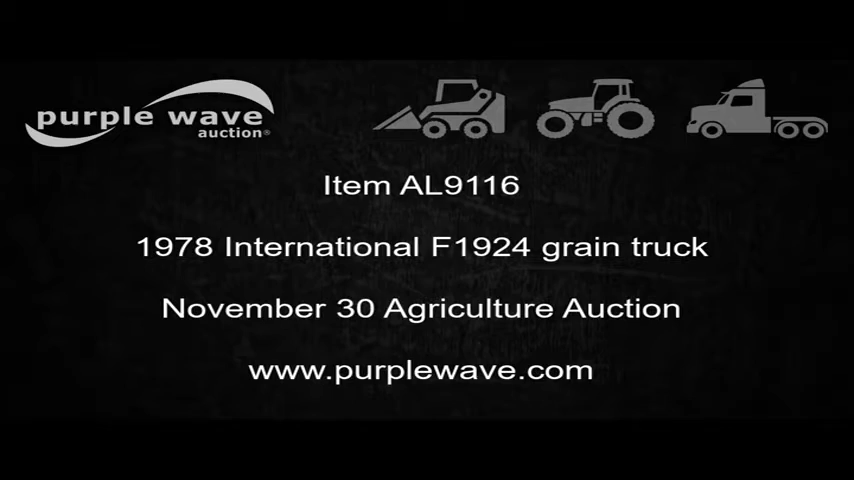 purple wave
auction®
Item AL9116
1978 International F1924 grain truck
November 30 Agriculture Auction
www.purplewave.com